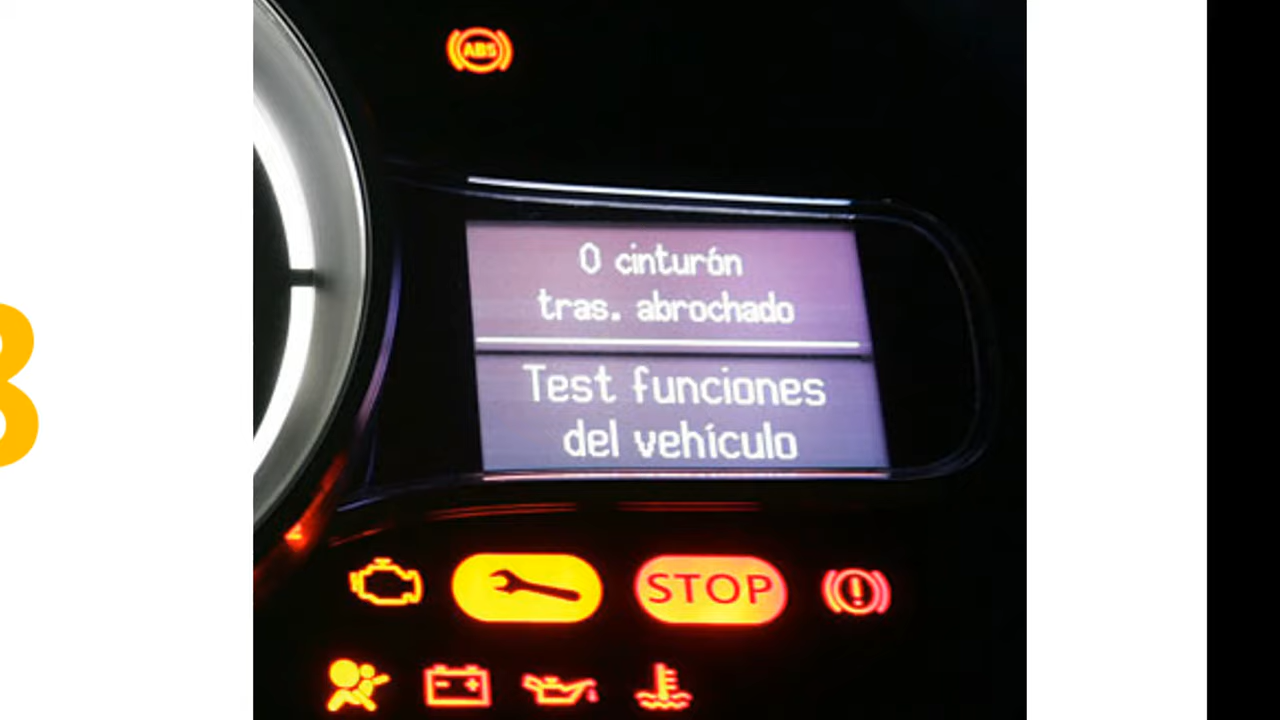 ABS
0 cinturón
tras. abrochado
Test funciones
del vehículo
STOP